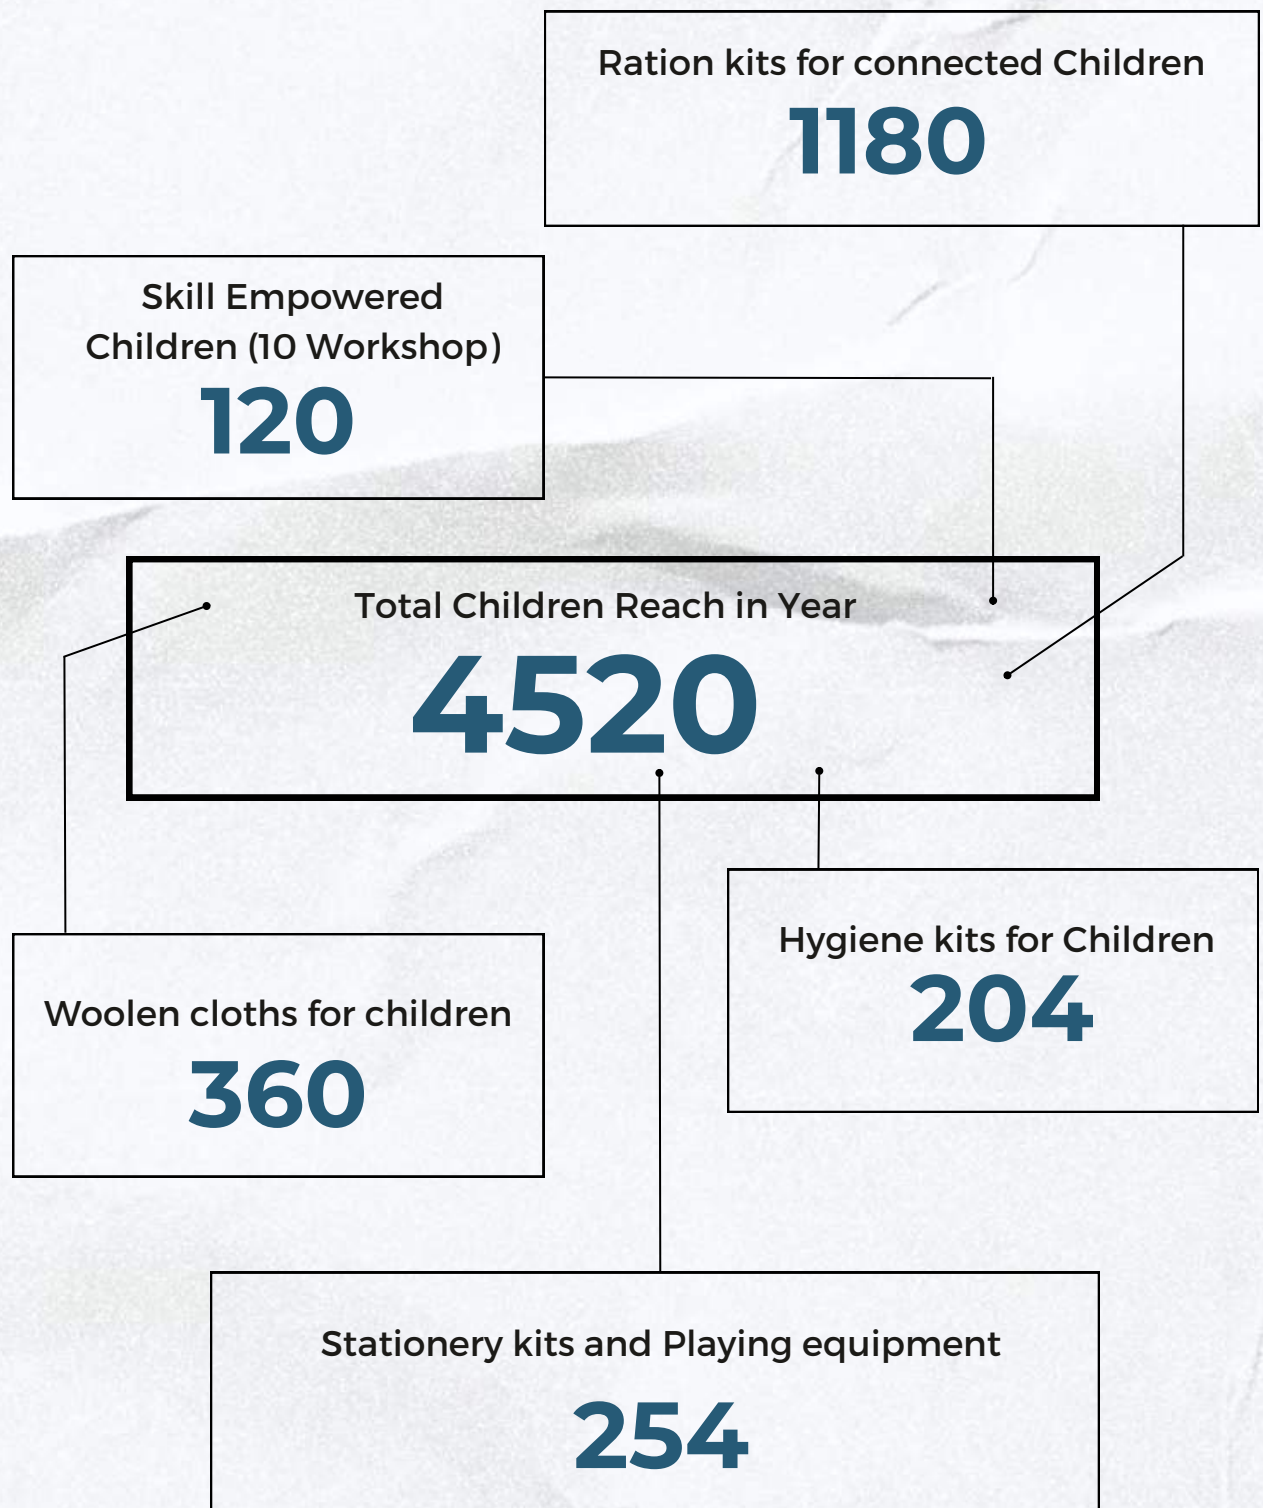 Ration kits for connected Children
1180
Skill Empowered
Children (10 Workshop)
120
Total Children Reach in Year
4520
Hygiene kits for Children
204
Woolen cloths for children
360
Stationery kits and Playing equipment
254